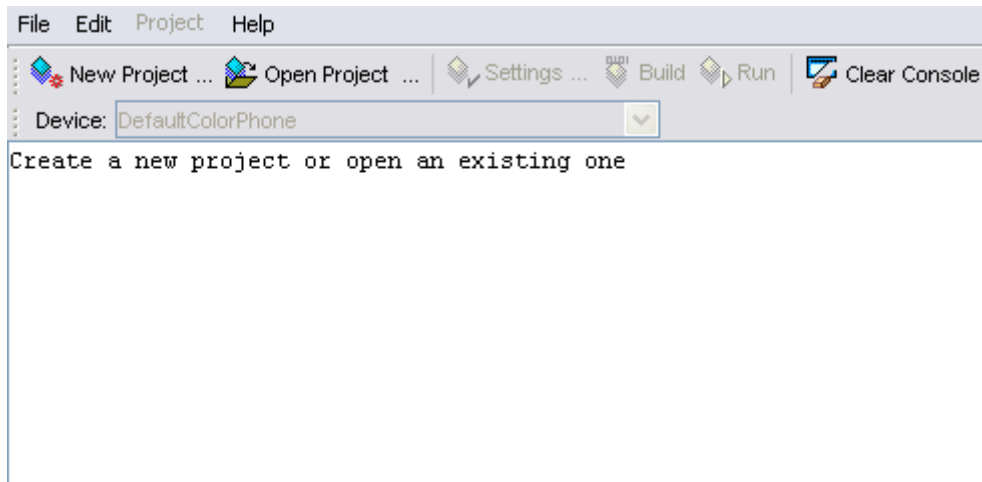 File Edit Project Help
New Project ... Open Project ... Settings ... Build Run Clear Console
Device: DefaultColorPhone
Create a new project or open an existing one